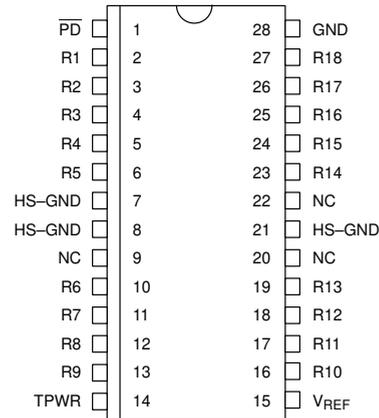 P̅D̅ 1 28 GND
R1 2 27 R18
R2 3 26 R17
R3 4 25 R16
R4 5 24 R15
R5 6 23 R14
HS–GND 7 22 NC
HS–GND 8 21 HS–GND
NC 9 20 NC
R6 10 19 R13
R7 11 18 R12
R8 12 17 R11
R9 13 16 R10
TPWR 14 15 VREF